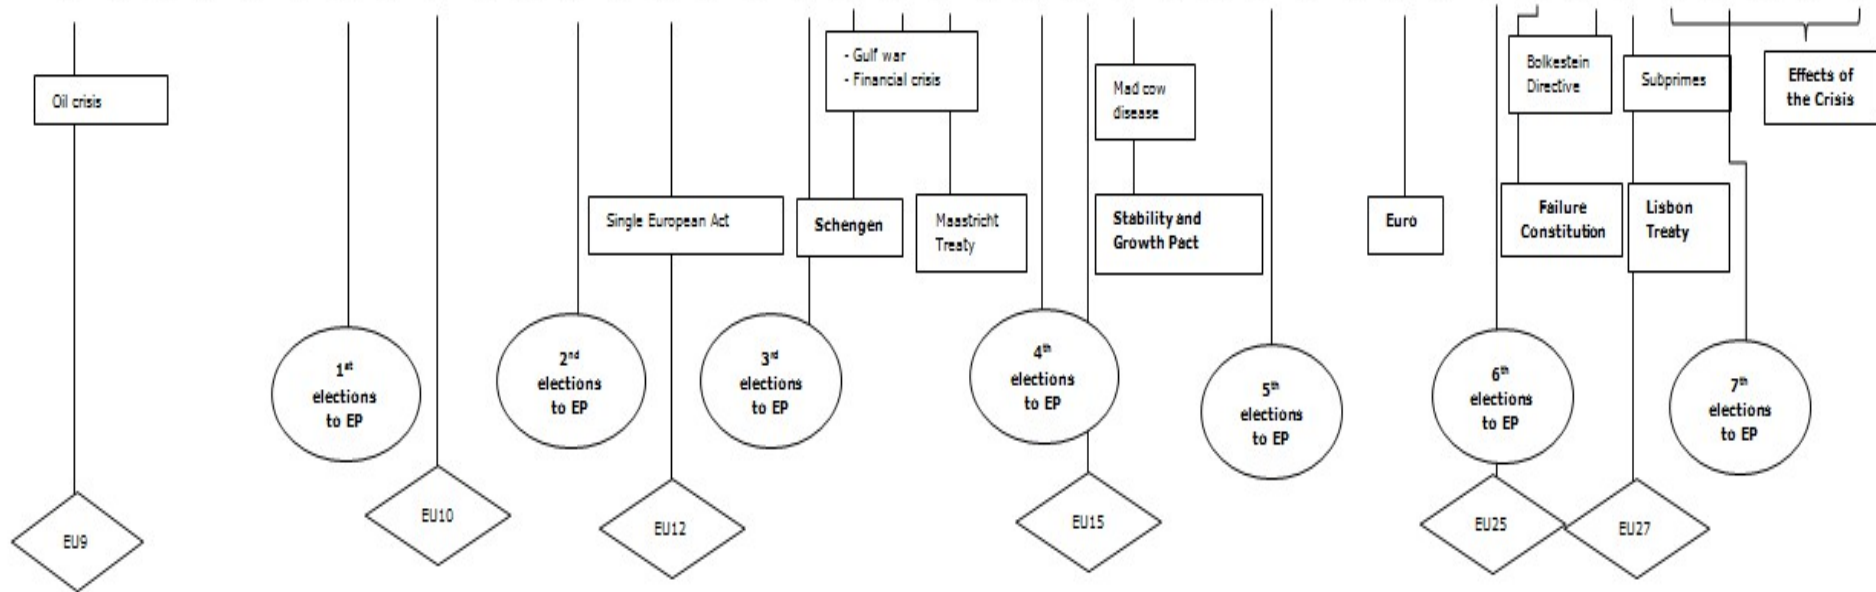 Oil crisis
- Gulf war
- Financial crisis
Mad cow
disease
Bolkestein
Directive
Subprimes
Effects of
the Crisis
Single European Act
Schengen
Maastricht
Treaty
Stability and
Growth Pact
Euro
Failure
Constitution
Lisbon
Treaty
1st
elections
to EP
2nd
elections
to EP
3rd
elections
to EP
4th
elections
to EP
5th
elections
to EP
6th
elections
to EP
7th
elections
to EP
EU9
EU10
EU12
EU15
EU25
EU27